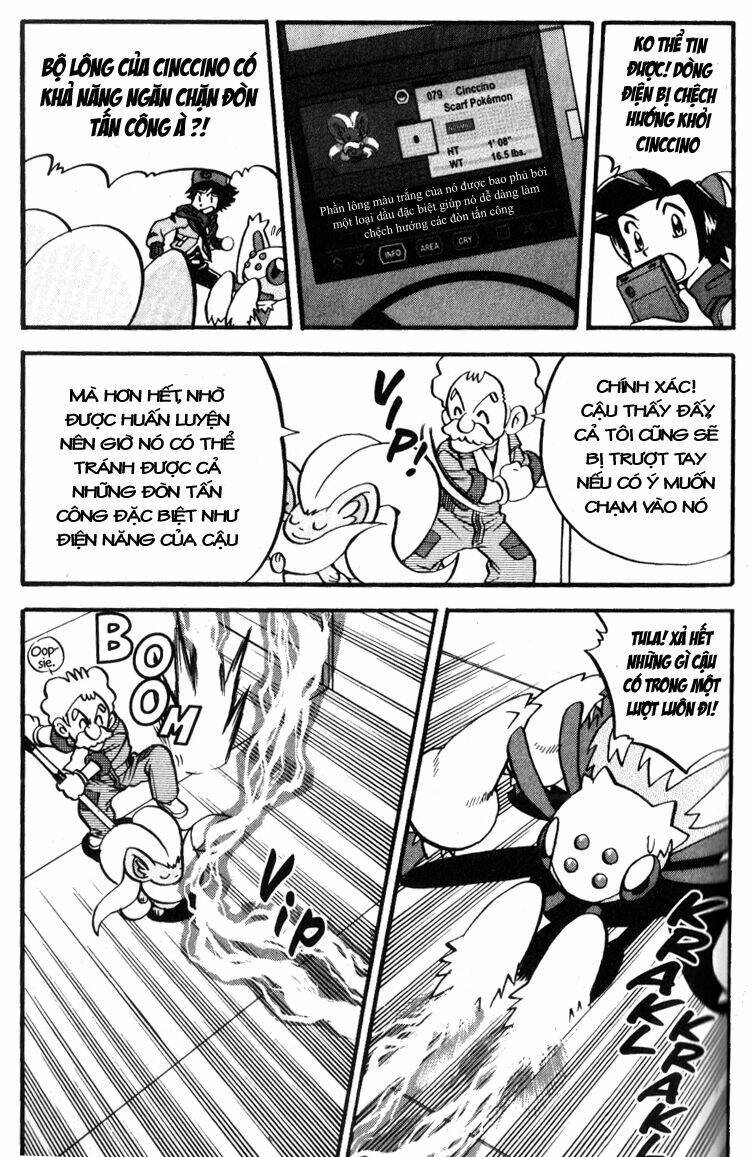 KO THỂ TIN
ĐƯỢC! DÒNG
ĐIỆN BỊ CHỆCH
HƯỚNG KHỎI
CINCCINO
079 Cinccino
Scarf Pokémon
NORMAL
HT 1' 08"
WT 16.5 lbs.
Phần lông màu trắng của nó được bao phủ bởi
một loại dầu đặc biệt giúp nó dễ dàng làm
chệch hướng các đòn tấn công
INFO AREA CRY
BỘ LÔNG CỦA CINCCINO CÓ
KHẢ NĂNG NGĂN CHẶN ĐÒN
TẤN CÔNG À ?!
CHÍNH XÁC!
CẬU THẤY ĐẤY,
CẢ TÔI CŨNG SẼ
BỊ TRƯỢT TAY
NẾU CÓ Ý MUỐN
CHẠM VÀO NÓ
VIP!
MÀ HƠN HẾT, NHỜ
ĐƯỢC HUẤN LUYỆN
NÊN GIỜ NÓ CÓ THỂ
TRÁNH ĐƯỢC CẢ
NHỮNG ĐÒN TẤN
CÔNG ĐẶC BIỆT NHƯ
ĐIỆN NĂNG CỦA CẬU
TULA! XẢ HẾT
NHỮNG GÌ CẬU
CÓ TRONG MỘT
LƯỢT LUÔN ĐI!
KRAKL
KRAKL
BOOM
Oop-
sie.
Vip